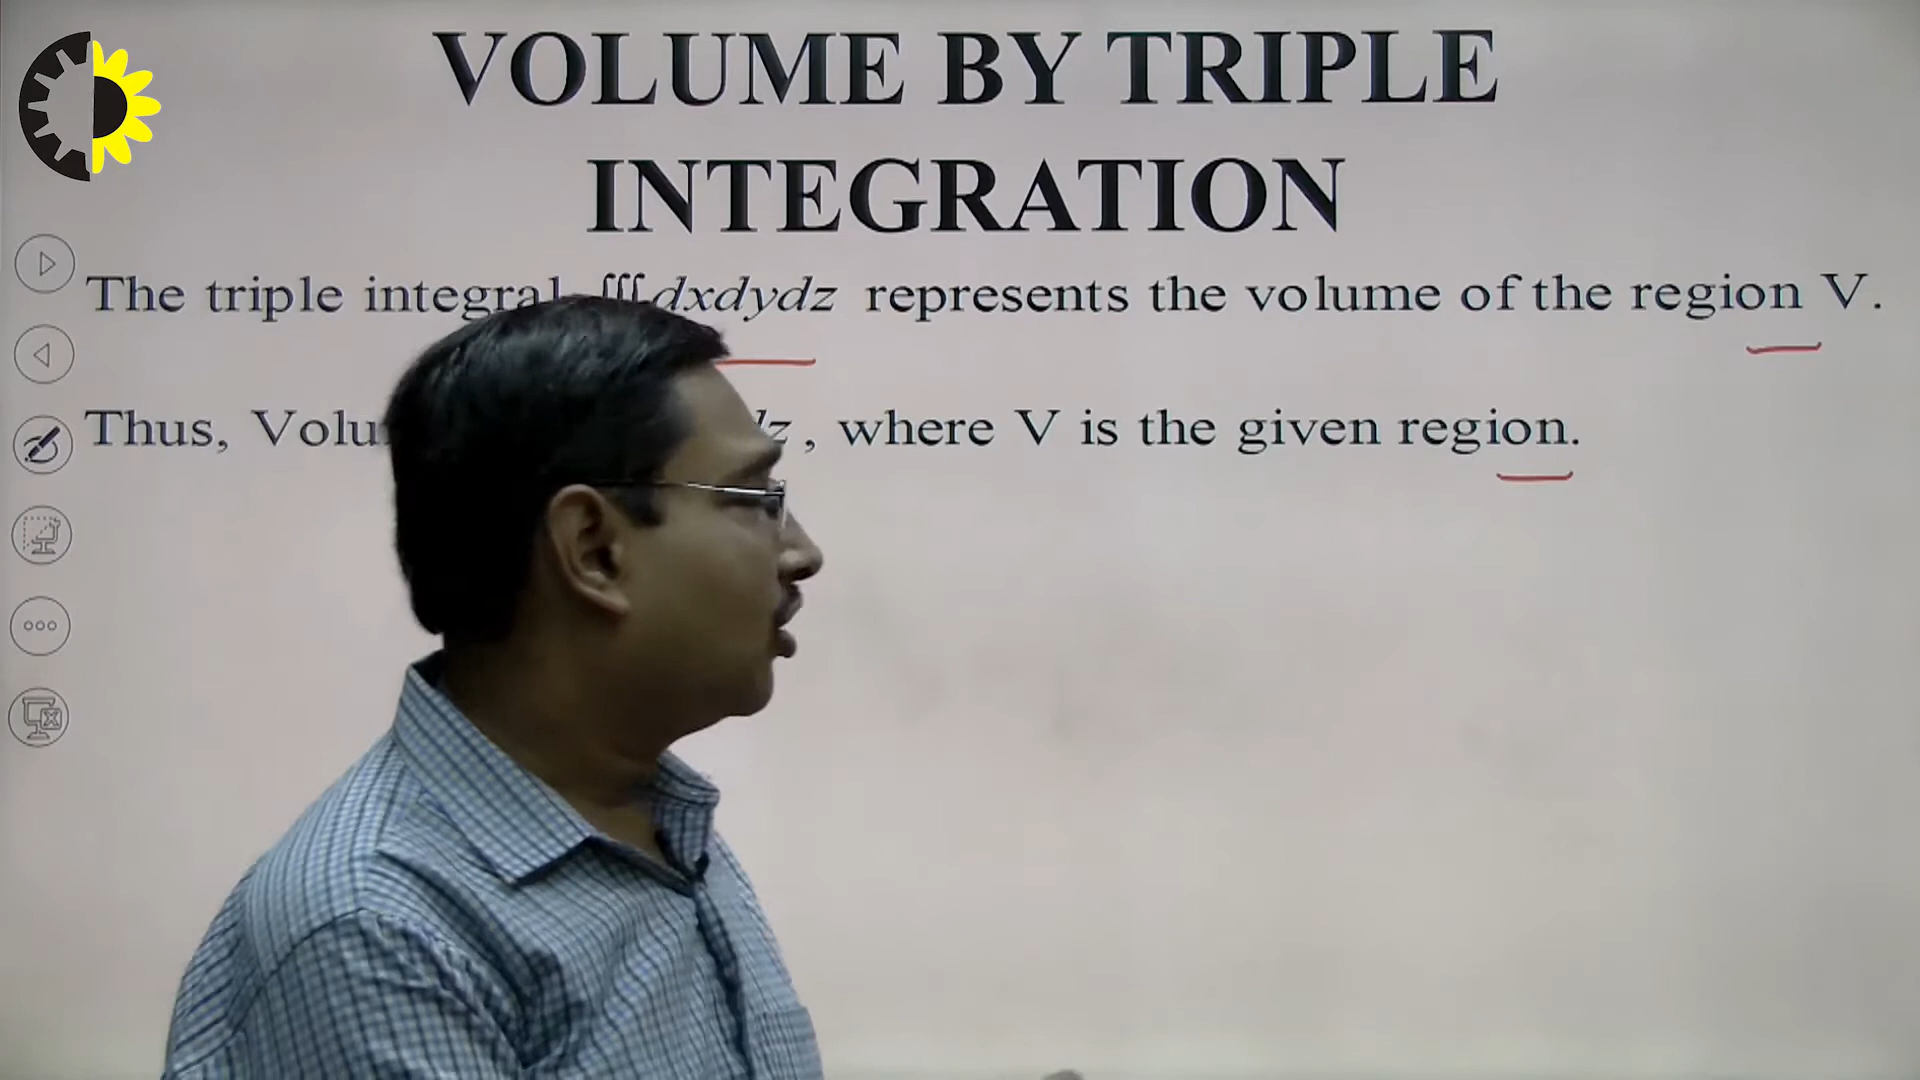 VOLUME BY TRIPLE
INTEGRATION
The triple integral ∭ dxdydz represents the volume of the region V.
Thus, , where V is the given region.